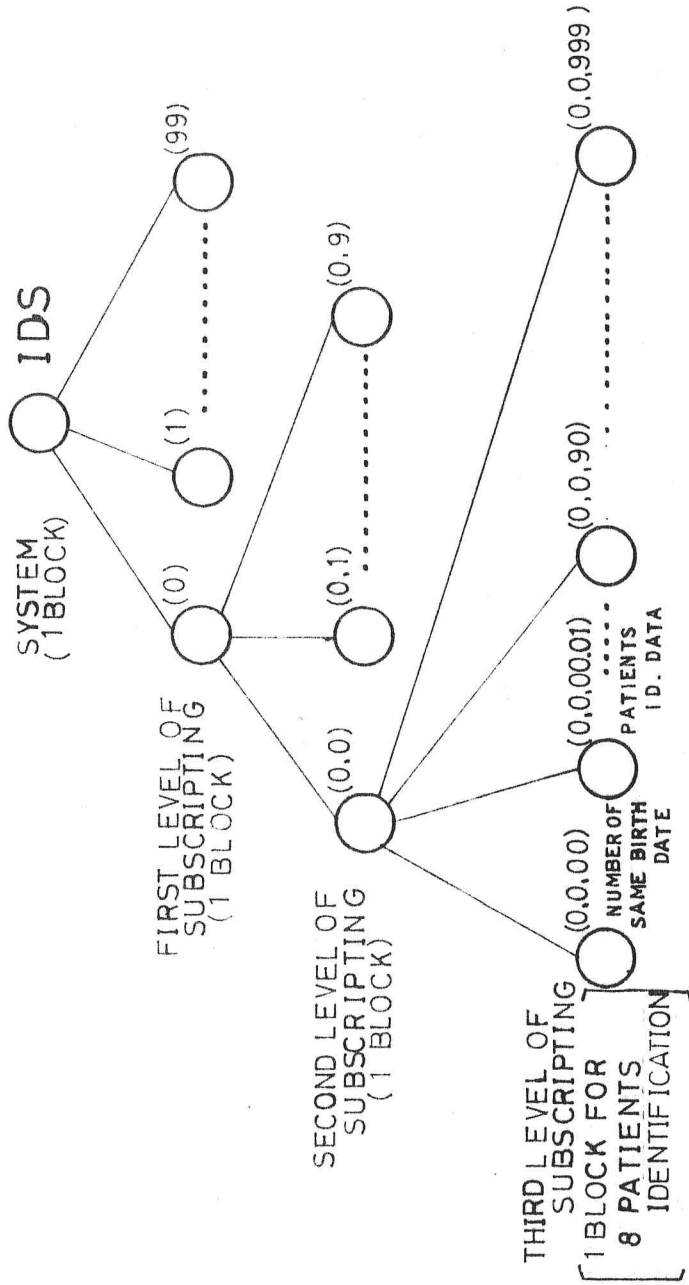 SYSTEM
(1 BLOCK)
IDS
FIRST LEVEL OF
SUBSCRIPTING
(1 BLOCK)
(0)
(1)
(99)
SECOND LEVEL OF
SUBSCRIPTING
(1 BLOCK)
(0.0)
(0,1)
(0.9)
THIRD LEVEL OF
SUBSCRIPTING
[1 BLOCK FOR
8 PATIENTS
IDENTIFICATION]
(0,0,00)
NUMBER OF
SAME BIRTH
DATE
(0,0,00.01)
PATIENTS
I D. DATA
(0,0,90)
(0.0,999)